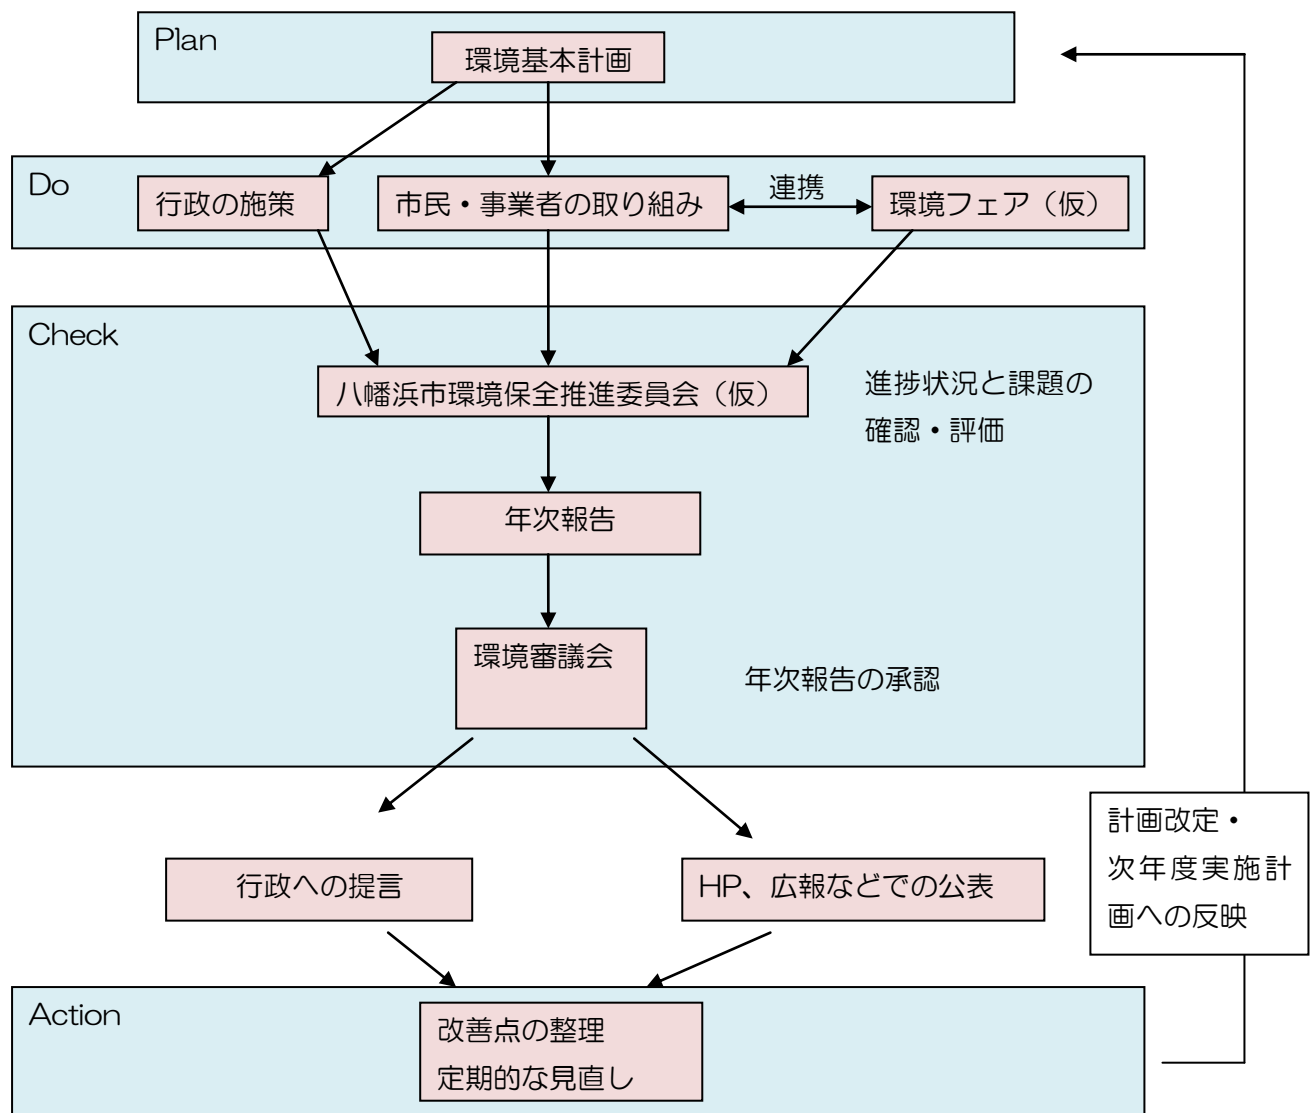 Plan
環境基本計画
Do
行政の施策
市民・事業者の取り組み
連携
環境フェア（仮）
Check
八幡浜市環境保全推進委員会（仮）
進捗状況と課題の
確認・評価
年次報告
環境審議会
年次報告の承認
行政への提言
HP、広報などでの公表
計画改定・
次年度実施計
画への反映
Action
改善点の整理
定期的な見直し